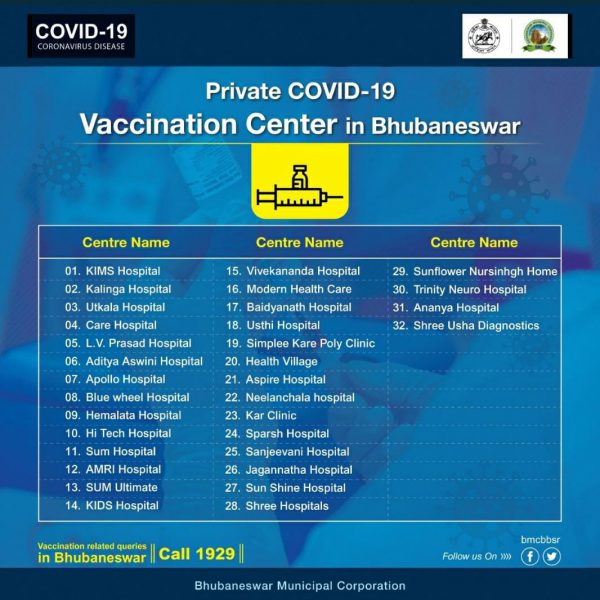 COVID-19
CORONAVIRUS DISEASE
Private COVID-19
Vaccination Center in Bhubaneswar
Centre Name
01. KIMS Hospital
02. Kalinga Hospital
03. Utkala Hospital
04. Care Hospital
05. L.V. Prasad Hospital
06. Aditya Aswini Hospital
07. Apollo Hospital
08. Blue wheel Hospital
09. Hemalata Hospital
10. Hi Tech Hospital
11. Sum Hospital
12. AMRI Hospital
13. SUM Ultimate
14. KIDS Hospital
Centre Name
15. Vivekananda Hospital
16. Modern Health Care
17. Baidyanath Hospital
18. Usthi Hospital
19. Simplee Kare Poly Clinic
20. Health Village
21. Aspire Hospital
22. Neelanchala hospital
23. Kar Clinic
24. Sparsh Hospital
25. Sanjeevani Hospital
26. Jagannatha Hospital
27. Sun Shine Hospital
28. Shree Hospitals
Centre Name
29. Sunflower Nursinhgh Home
30. Trinity Neuro Hospital
31. Ananya Hospital
32. Shree Usha Diagnostics
Vaccination related queries
in Bhubaneswar || Call 1929 ||
bmcbbsr
Follow us On »»
Bhubaneswar Municipal Corporation